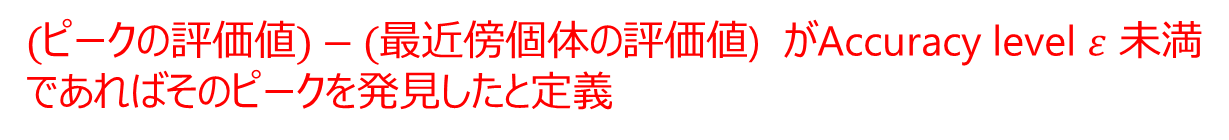 (ピークの評価値) − (最近傍個体の評価値) がAccuracy level 𝜀 未満
であればそのピークを発見したと定義